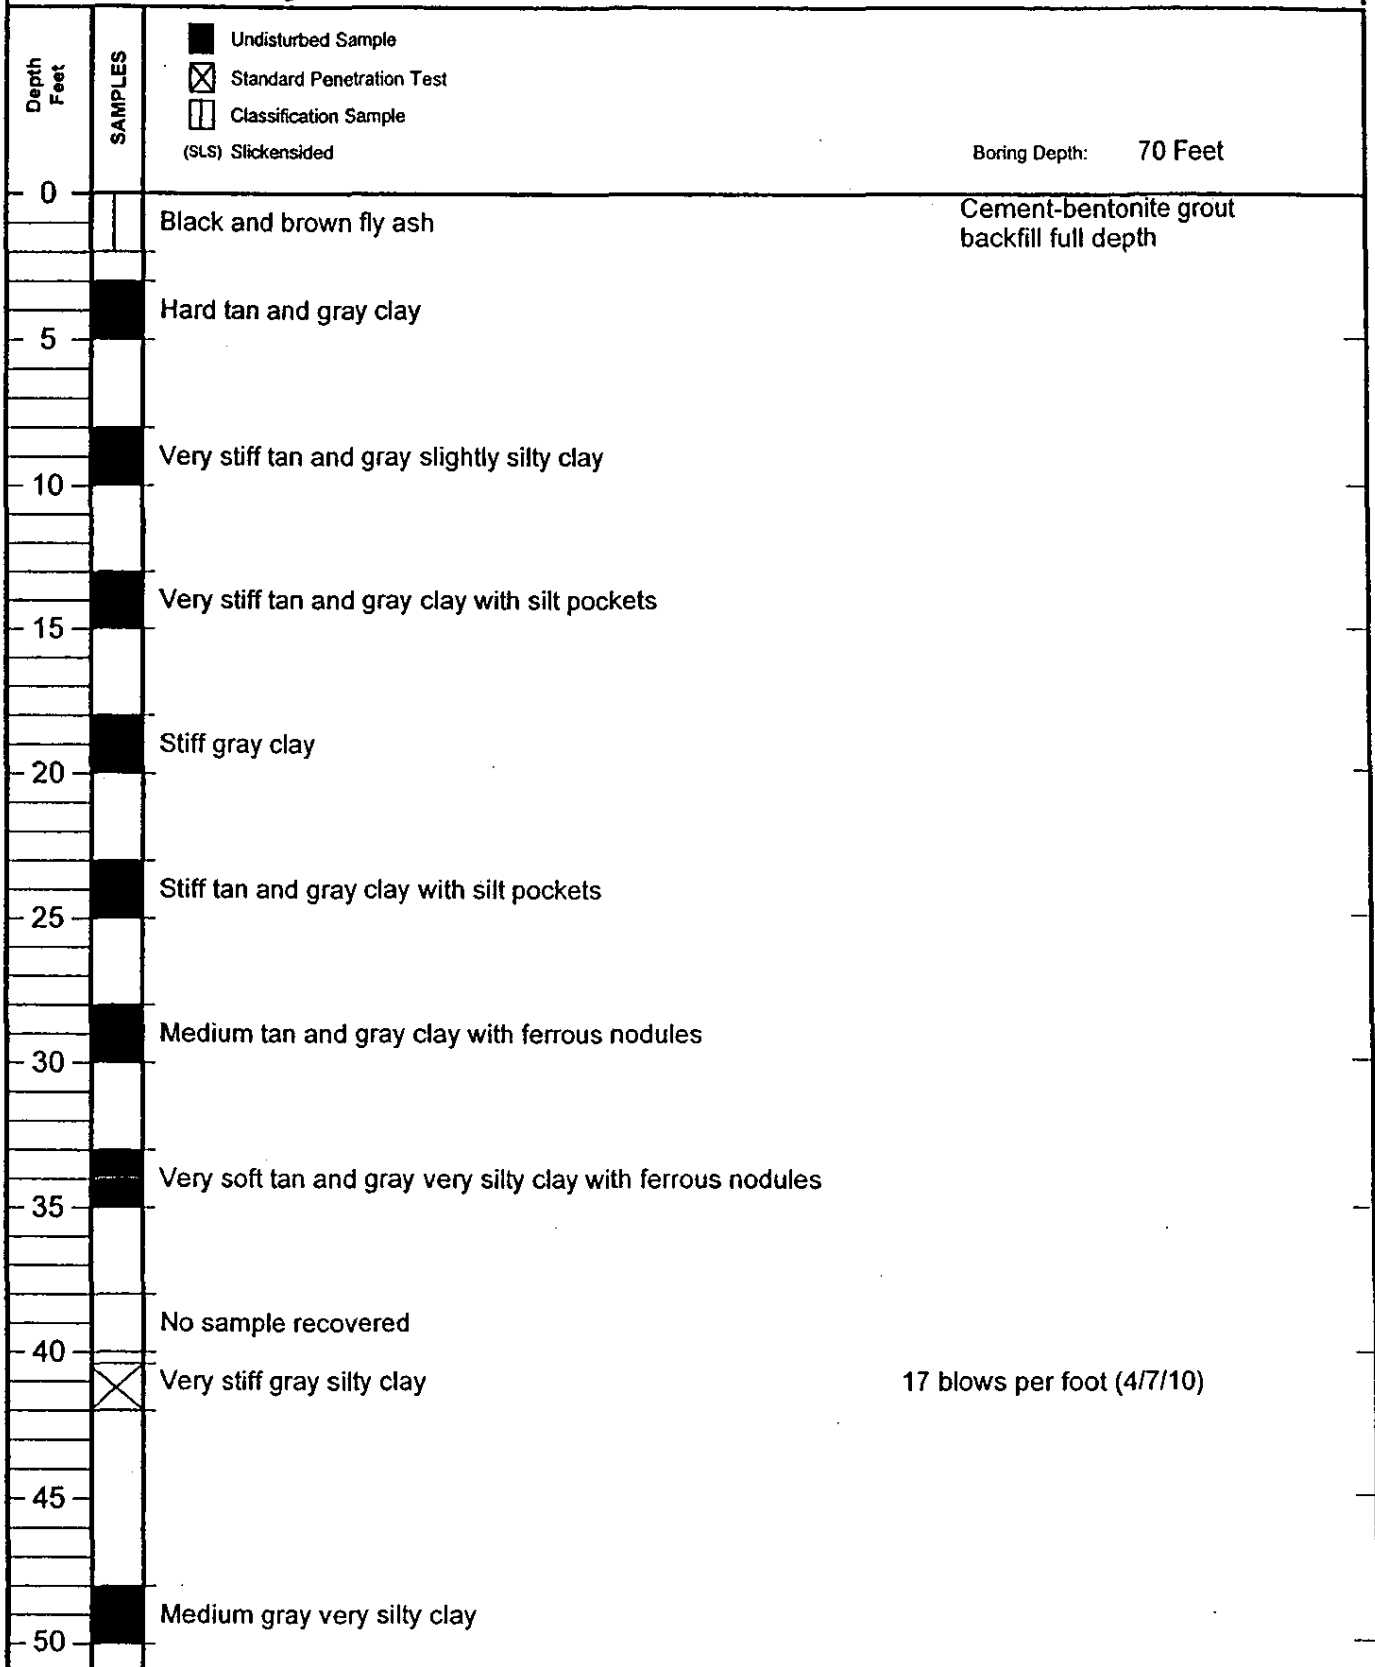 Depth
Feet
SAMPLES
Undisturbed Sample
Standard Penetration Test
Classification Sample
(SLS) Slickensided
Boring Depth: 70 Feet
0
Black and brown fly ash
Cement-bentonite grout
backfill full depth
Hard tan and gray clay
5
Very stiff tan and gray slightly silty clay
10
Very stiff tan and gray clay with silt pockets
15
Stiff gray clay
20
Stiff tan and gray clay with silt pockets
25
Medium tan and gray clay with ferrous nodules
30
Very soft tan and gray very silty clay with ferrous nodules
35
No sample recovered
40
Very stiff gray silty clay 17 blows per foot (4/7/10)
45
Medium gray very silty clay
50